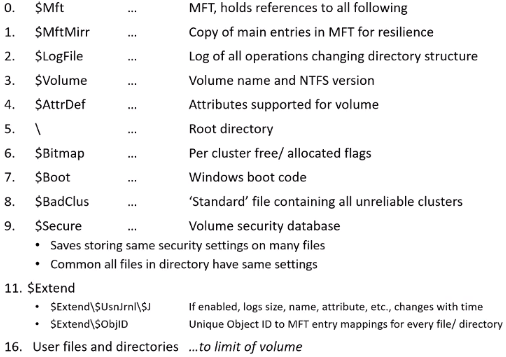 0. $Mft ... MFT, holds references to all following
1. $MftMirr ... Copy of main entries in MFT for resilience
2. $LogFile ... Log of all operations changing directory structure
3. $Volume ... Volume name and NTFS version
4. $AttrDef ... Attributes supported for volume
5. \ ... Root directory
6. $Bitmap ... Per cluster free/ allocated flags
7. $Boot ... Windows boot code
8. $BadClus ... ‘Standard’ file containing all unreliable clusters
9. $Secure ... Volume security database
• Saves storing same security settings on many files
• Common all files in directory have same settings
11. $Extend
• $Extend\$UsnJrnl\$J If enabled, logs size, name, attribute, etc., changes with time
• $Extend\$ObjID Unique Object ID to MFT entry mappings for every file/ directory
16. User files and directories ...to limit of volume